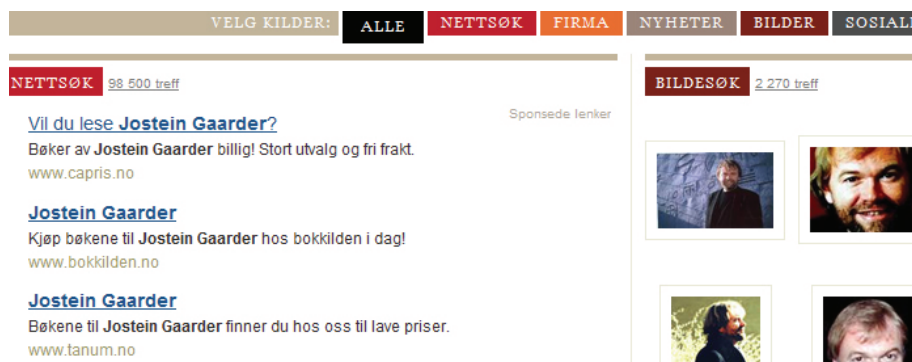 VELG KILDER: ALLE NETTSØK FIRMA NYHETER BILDER
NETTSØK 98 500 treff
Sponsede lenker
Vil du lese Jostein Gaarder?
Bøker av Jostein Gaarder billig! Stort utvalg og fri frakt.
www.capris.no
Jostein Gaarder
Kjøp bøkene til Jostein Gaarder hos bokkilden i dag!
www.bokkilden.no
Jostein Gaarder
Bøkene til Jostein Gaarder finner du hos oss til lave priser.
www.tanum.no
BILDESØK 2 270 treff